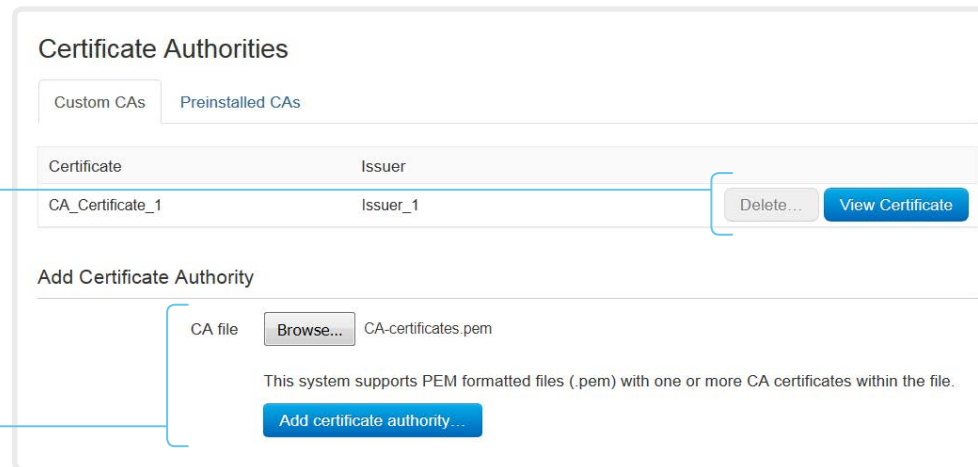 Certificate Authorities
Custom CAs Preinstalled CAs
Certificate Issuer
CA_Certificate_1 Issuer_1 Delete... View Certificate
Add Certificate Authority
CA file Browse... CA-certificates.pem
This system supports PEM formatted files (.pem) with one or more CA certificates within the file.
Add certificate authority...